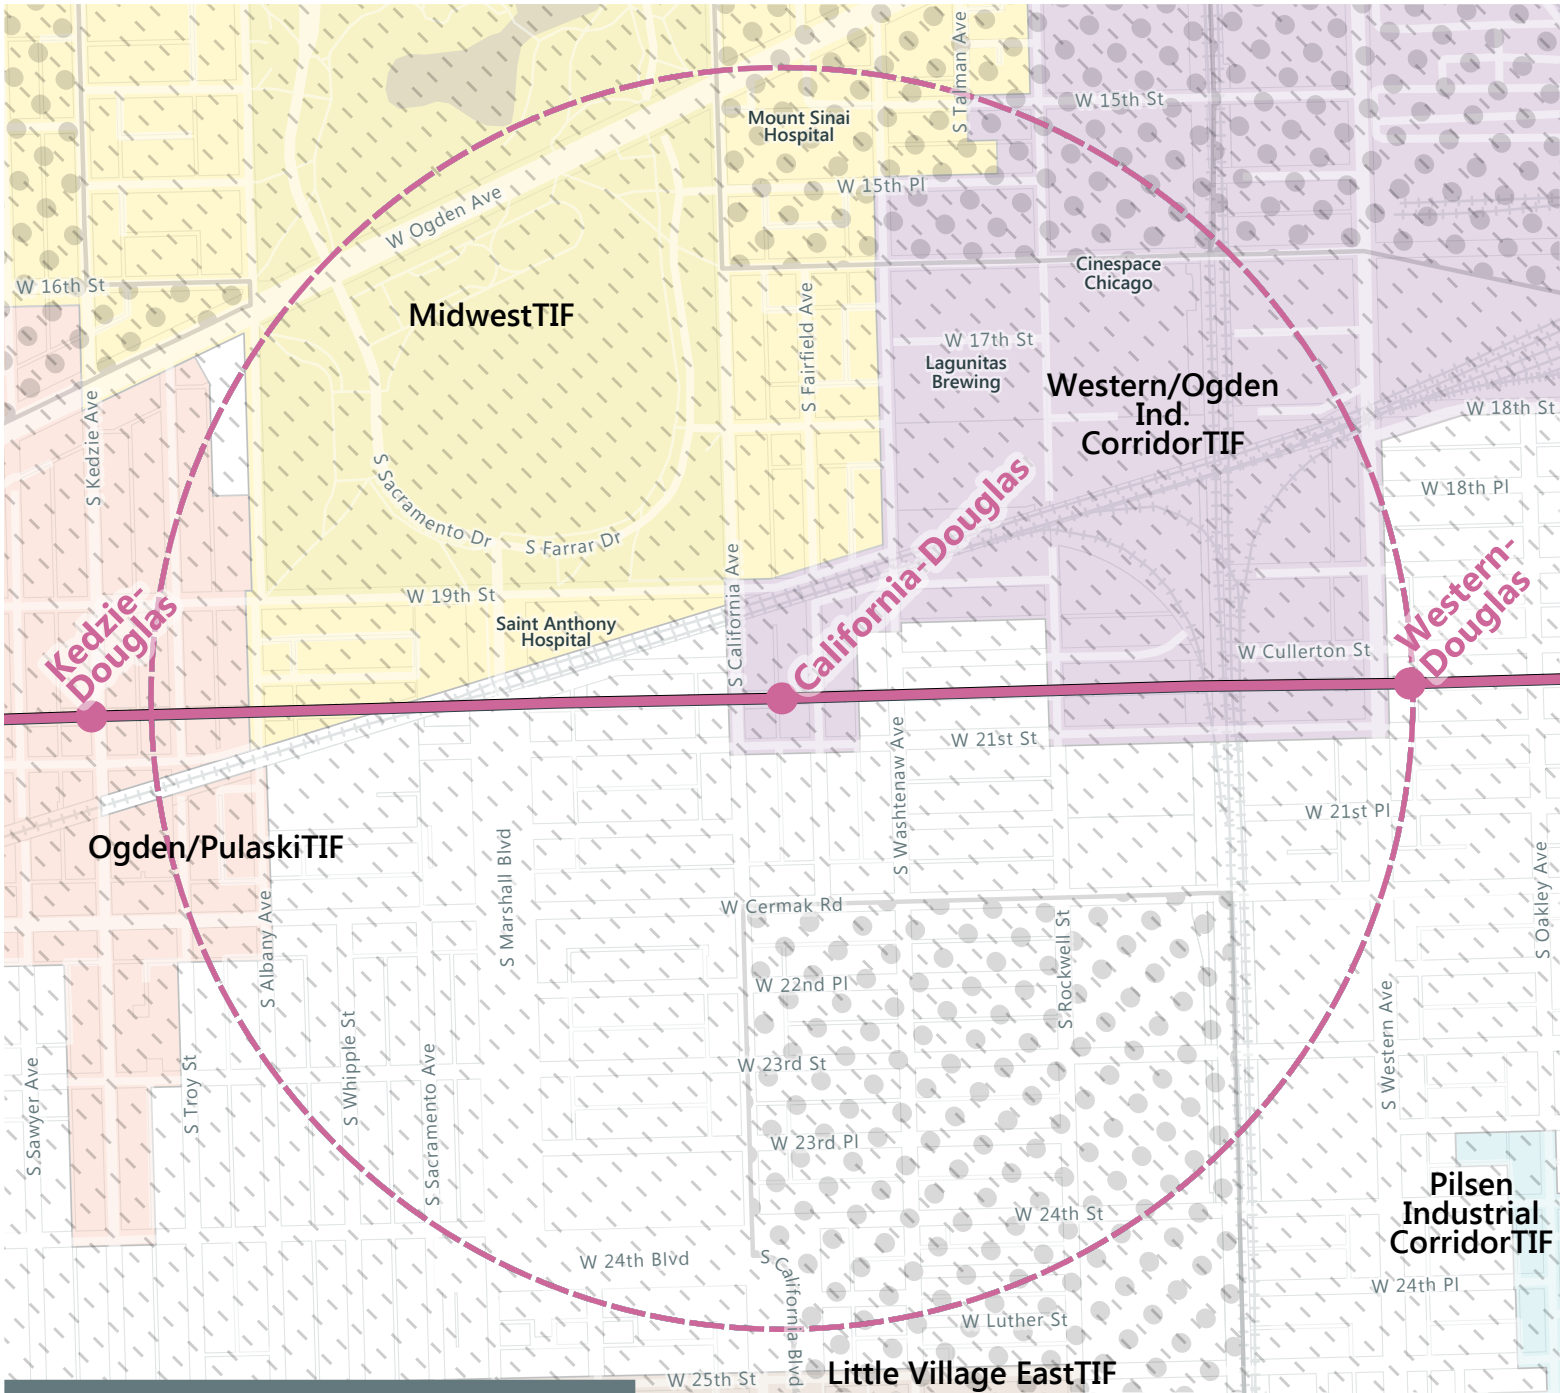 S Talman Ave
W 15th St
Mount Sinai
Hospital
W 15th Pl
W Ogden Ave
Cinespace
Chicago
W 16th St
MidwestTIF
S Fairfield Ave
W 17th St
Lagunitas
Brewing
Western/Ogden
Ind.
CorridorTIF
W 18th St
S Kedzie Ave
W 18th Pl
S Sacramento Dr
S Farrar Dr
California-Douglas
Western-
Douglas
Kedzie-
Douglas
W 19th St
S California Ave
Saint Anthony
Hospital
W Cullerton St
W 21st St
S Washtenaw Ave
W 21st Pl
Ogden/PulaskiTIF
S Marshall Blvd
S Oakley Ave
S Albany Ave
W Cermak Rd
S Rockwell St
W 22nd Pl
S Western Ave
S Whipple St
S Sacramento Ave
W 23rd St
S Troy St
S Sawyer Ave
W 23rd Pl
Pilsen
Industrial
CorridorTIF
W 24th St
W 24th Blvd
S California Blvd
W 24th Pl
W Luther St
Little Village EastTIF
W 25th St